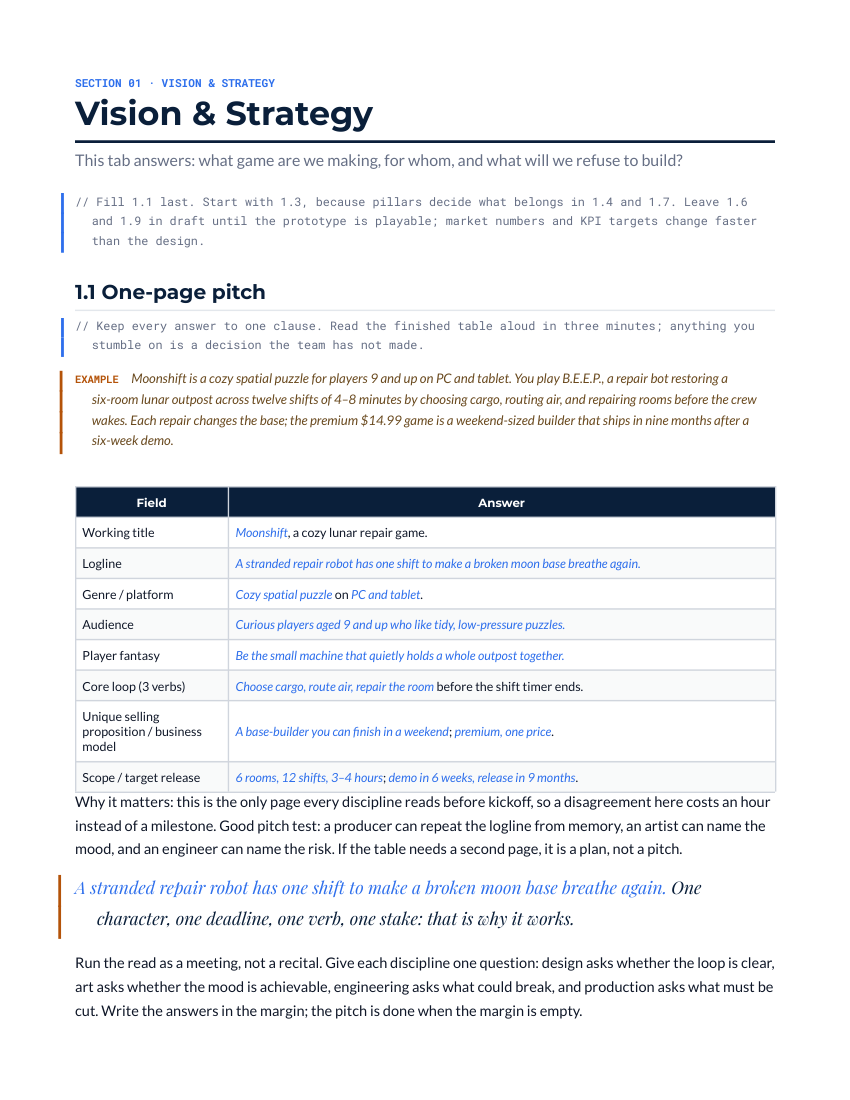 SECTION 01 · VISION & STRATEGY
Vision & Strategy
This tab answers: what game are we making, for whom, and what will we refuse to build?
// Fill 1.1 last. Start with 1.3, because pillars decide what belongs in 1.4 and 1.7. Leave 1.6
and 1.9 in draft until the prototype is playable; market numbers and KPI targets change faster
than the design.
1.1 One-page pitch
// Keep every answer to one clause. Read the finished table aloud in three minutes; anything you
stumble on is a decision the team has not made.
EXAMPLE Moonshift is a cozy spatial puzzle for players 9 and up on PC and tablet. You play B.E.E.P., a repair bot restoring a
six-room lunar outpost across twelve shifts of 4–8 minutes by choosing cargo, routing air, and repairing rooms before the crew
wakes. Each repair changes the base; the premium $14.99 game is a weekend-sized builder that ships in nine months after a
six-week demo.
Field Answer
Working title Moonshift, a cozy lunar repair game.
Logline A stranded repair robot has one shift to make a broken moon base breathe again.
Genre / platform Cozy spatial puzzle on PC and tablet.
Audience Curious players aged 9 and up who like tidy, low-pressure puzzles.
Player fantasy Be the small machine that quietly holds a whole outpost together.
Core loop (3 verbs) Choose cargo, route air, repair the room before the shift timer ends.
Unique selling
proposition / business
model
A base-builder you can finish in a weekend; premium, one price.
Scope / target release 6 rooms, 12 shifts, 3–4 hours; demo in 6 weeks, release in 9 months.
Why it matters: this is the only page every discipline reads before kickoff, so a disagreement here costs an hour
instead of a milestone. Good pitch test: a producer can repeat the logline from memory, an artist can name the
mood, and an engineer can name the risk. If the table needs a second page, it is a plan, not a pitch.
A stranded repair robot has one shift to make a broken moon base breathe again. One
character, one deadline, one verb, one stake: that is why it works.
Run the read as a meeting, not a recital. Give each discipline one question: design asks whether the loop is clear,
art asks whether the mood is achievable, engineering asks what could break, and production asks what must be
cut. Write the answers in the margin; the pitch is done when the margin is empty.